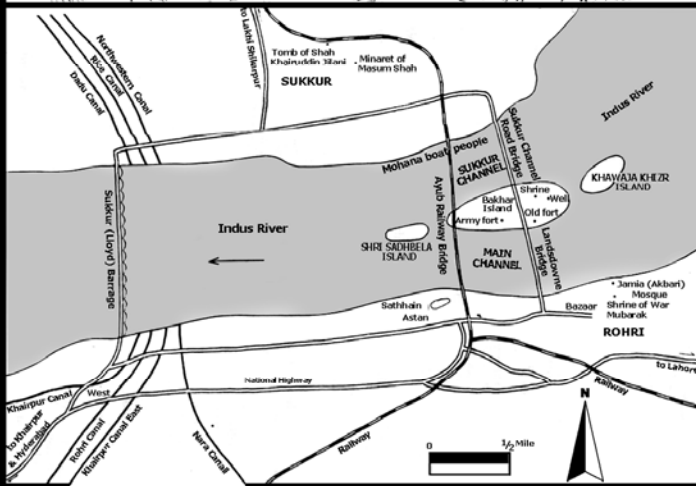 to Lakhi Shikarpur
Northwestern Canal
Rice Canal
Dadu Canal
Tomb of Shah
Khairuddin Jilani
Minaret of
Masum Shah
SUKKUR
Indus River
Mohana boat people
SUKKUR
CHANNEL
Sukkur Channel
Road Bridge
KHAWAJA KHIZR
ISLAND
Shrine
Well
Bakhar
Island
Old fort
Army fort
Sukkur (Lloyd) Barrage
Indus River
SHRI SADHBELA
ISLAND
Ayub Railway Bridge
MAIN
CHANNEL
Landsdowne
Bridge
Jamia (Akbari)
Mosque
Shrine of War
Mubarak
Sathhain
Astan
Bazaar
ROHRI
to Lahore
Khairpur Canal
West
National Highway
Railway
to Khairpur
& Hyderabad
Rohri Canal
Khairpur Canal East
Nara Canal
Railway
N
0 1/2 Mile